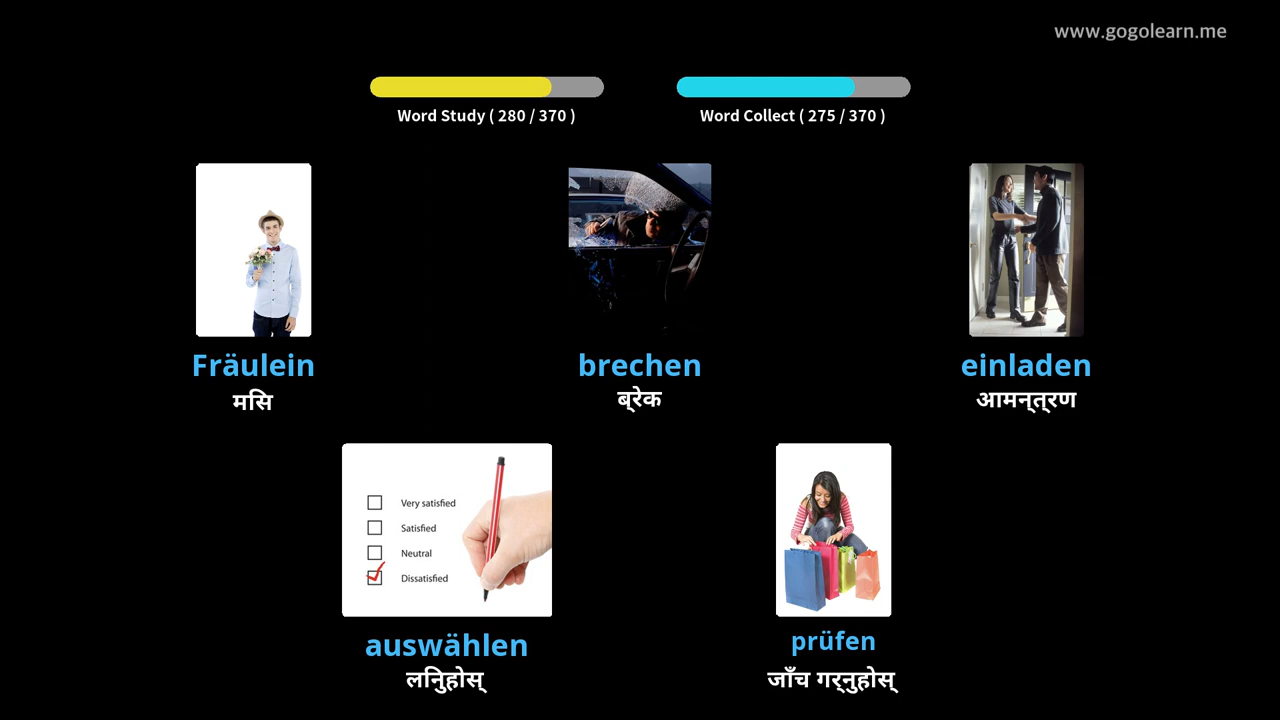 www.gogolearn.me
Word Study ( 280 / 370 )
Word Collect ( 275 / 370 )
Fräulein
मसि
brechen
ब्रेक
einladen
आमन्त्रण
Very satisfied
Satisfied
Neutral
Dissatisfied
auswählen
लनिुहोस्
prüfen
जाँच गर्नुहोस्